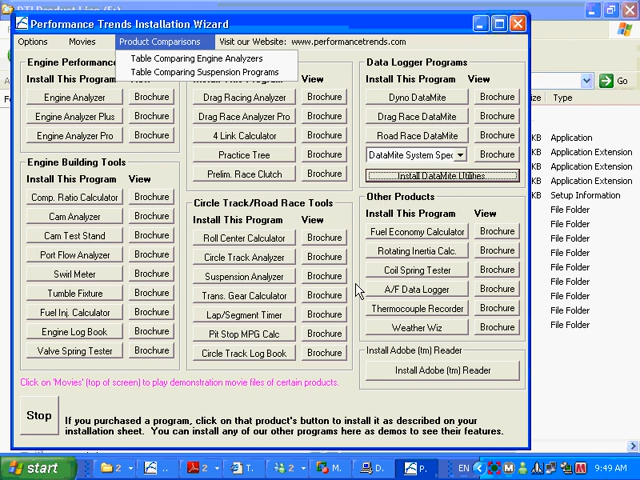 Performance Trends Installation Wizard
Options Movies Product Comparisons Visit our Website: www.performancetrends.com
Table Comparing Engine Analyzers
Table Comparing Suspension Programs
Install This Program View
Engine Analyzer Brochure
Engine Analyzer Plus Brochure
Engine Analyzer Pro Brochure
Engine Building Tools
Install This Program View
Comp. Ratio Calculator Brochure
Cam Analyzer Brochure
Cam Test Stand Brochure
Port Flow Analyzer Brochure
Swirl Meter Brochure
Tumble Fixture Brochure
Fuel Inj. Calculator Brochure
Engine Log Book Brochure
Valve Spring Tester Brochure
Drag Racing Analyzer Brochure
Drag Race Analyzer Pro Brochure
4 Link Calculator Brochure
Practice Tree Brochure
Prelim. Race Clutch Brochure
Circle Track/Road Race Tools
Install This Program View
Roll Center Calculator Brochure
Circle Track Analyzer Brochure
Suspension Analyzer Brochure
Trans. Gear Calculator Brochure
Lap/Segment Timer Brochure
Pit Stop MPG Calc Brochure
Circle Track Log Book Brochure
Data Logger Programs
Install This Program View
Dyno DataMite Brochure
Drag Race DataMite Brochure
Road Race DataMite Brochure
DataMite System Spec Brochure
Install DataMite Utilities
Other Products
Install This Program View
Fuel Economy Calculator Brochure
Rotating Inertia Calc. Brochure
Coil Spring Tester Brochure
A/F Data Logger Brochure
Thermocouple Recorder Brochure
Weather Wiz Brochure
Install Adobe (tm) Reader
Install Adobe (tm) Reader
Click on 'Movies' (top of screen) to play demonstration movie files of certain products.
Stop
If you purchased a program, click on that product's button to install it as described on your
installation sheet. You can install any of our other programs here as demos to see their features.
Go
Type
KB Application
KB Application Extension
KB Application Extension
KB Application Extension
KB Setup Information
File Folder
File Folder
File Folder
File Folder
File Folder
File Folder
File Folder
File Folder
File Folder
start 2 ... 2 E T. 2 M. D. P. EN 9:49 AM